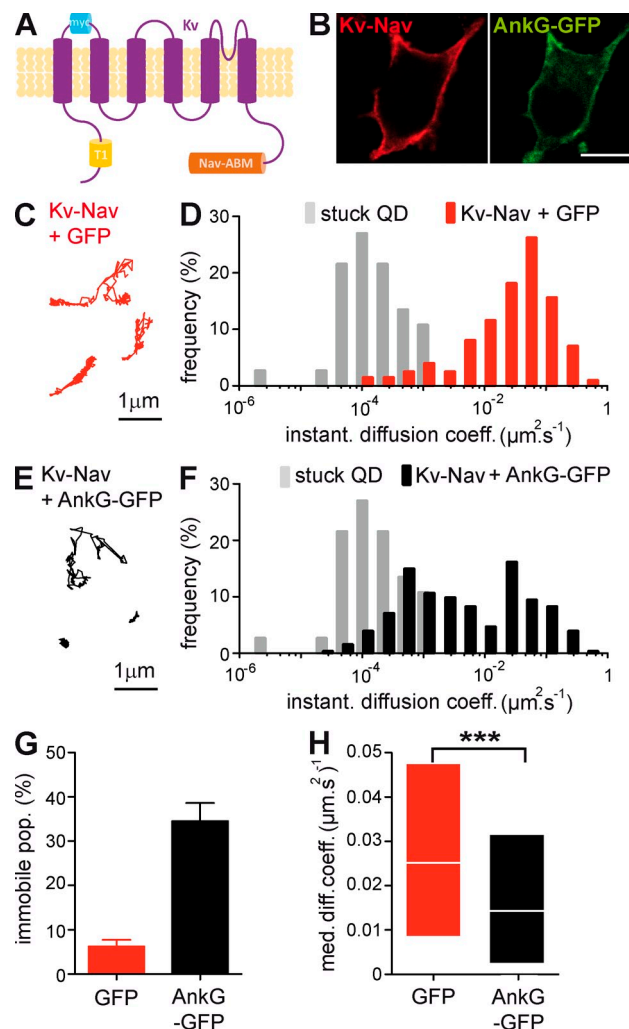 A
myc
Kv
T1
Nav-ABM
B
Kv-Nav
AnkG-GFP
C
Kv-Nav
+ GFP
1µm
D
stuck QD
Kv-Nav + GFP
frequency (%)
30
20
10
0
10-6
10-4
10-2
1
instant. diffusion coeff. (µm2.s-1)
E
Kv-Nav
+ AnkG-GFP
1µm
F
stuck QD
Kv-Nav + AnkG-GFP
frequency (%)
30
20
10
0
10-6
10-4
10-2
1
instant. diffusion coeff. (µm2.s-1)
G
immobile pop. (%)
50
40
30
20
10
0
GFP
AnkG
-GFP
H
***
med. diff. coeff. (µm.s2)-1
0.05
0.04
0.03
0.02
0.01
0
GFP
AnkG
-GFP